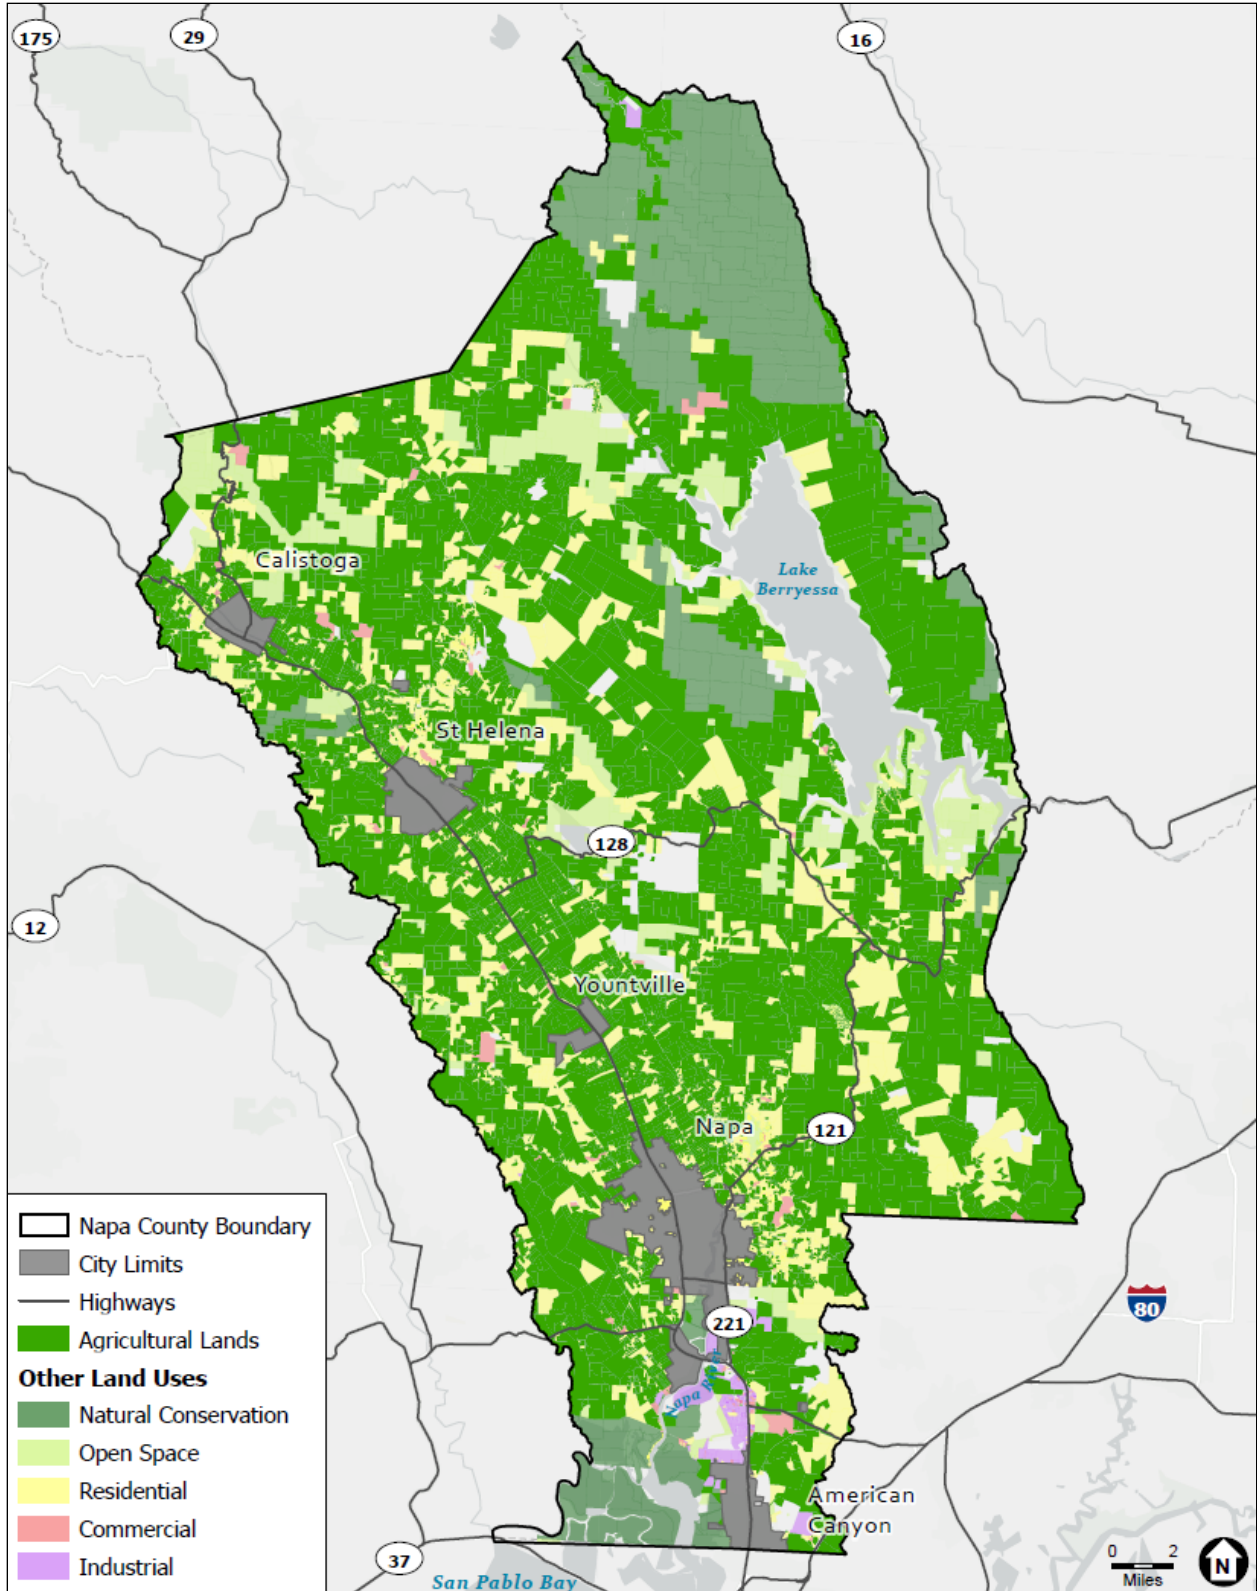 175
29
16
Lake
Berryessa
Calistoga
St Helena
128
12
Yountville
Napa
121
80
221
Napa River
American
Canyon
37
San Pablo Bay
Napa County Boundary
City Limits
Highways
Agricultural Lands
Other Land Uses
Natural Conservation
Open Space
Residential
Commercial
Industrial
0 2
Miles
N